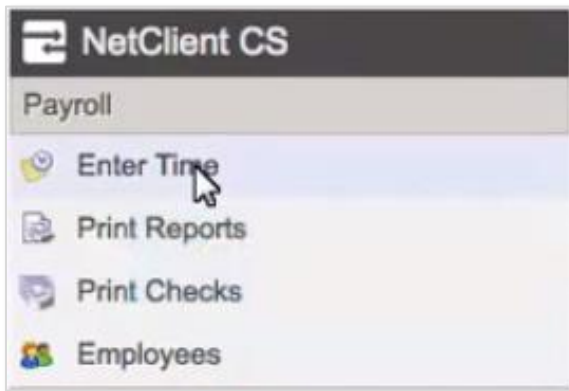 NetClient CS
Payroll
Enter Time
Print Reports
Print Checks
Employees